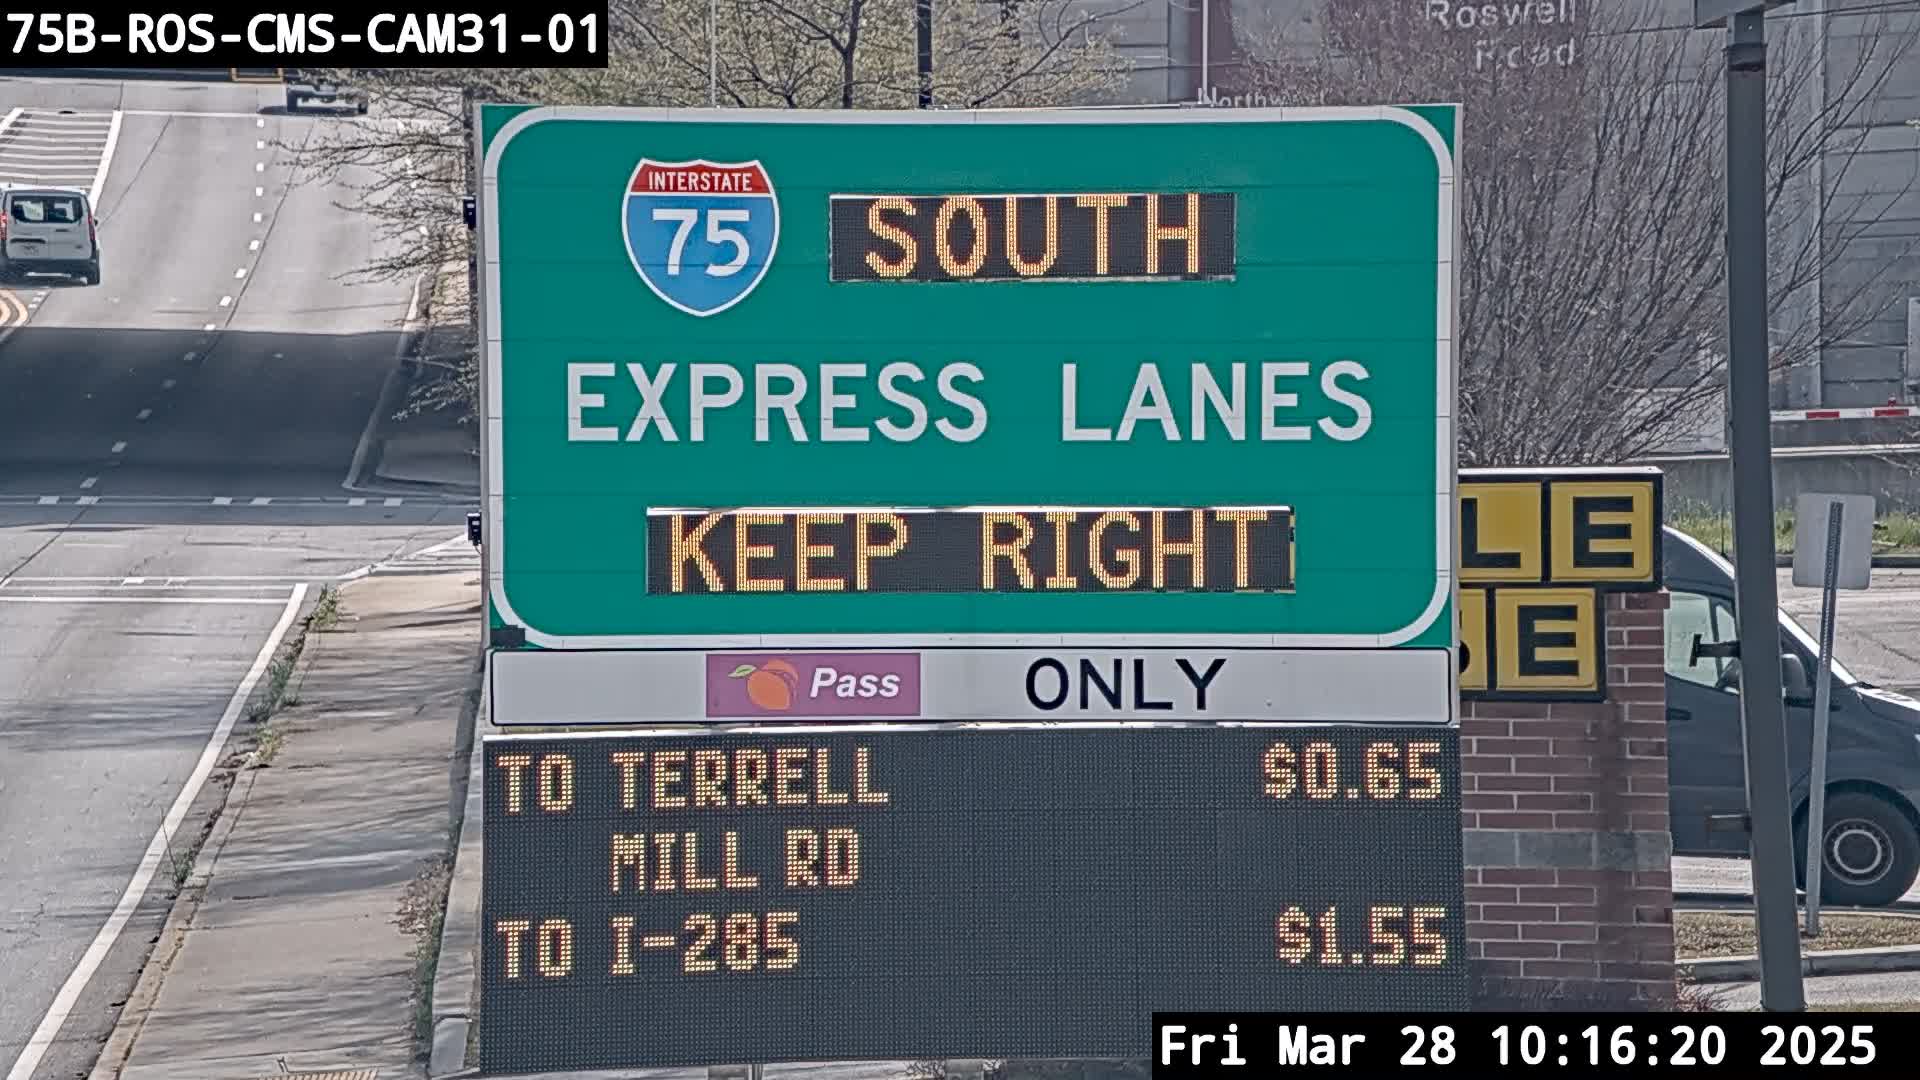 75B-ROS-CMS-CAM31-01
Roswell
Road
INTERSTATE
75
SOUTH
EXPRESS LANES
KEEP RIGHT
Pass ONLY
TO TERRELL $0.65
MILL RD
TO I-285 $1.55
LE
E
Fri Mar 28 10:16:20 2025